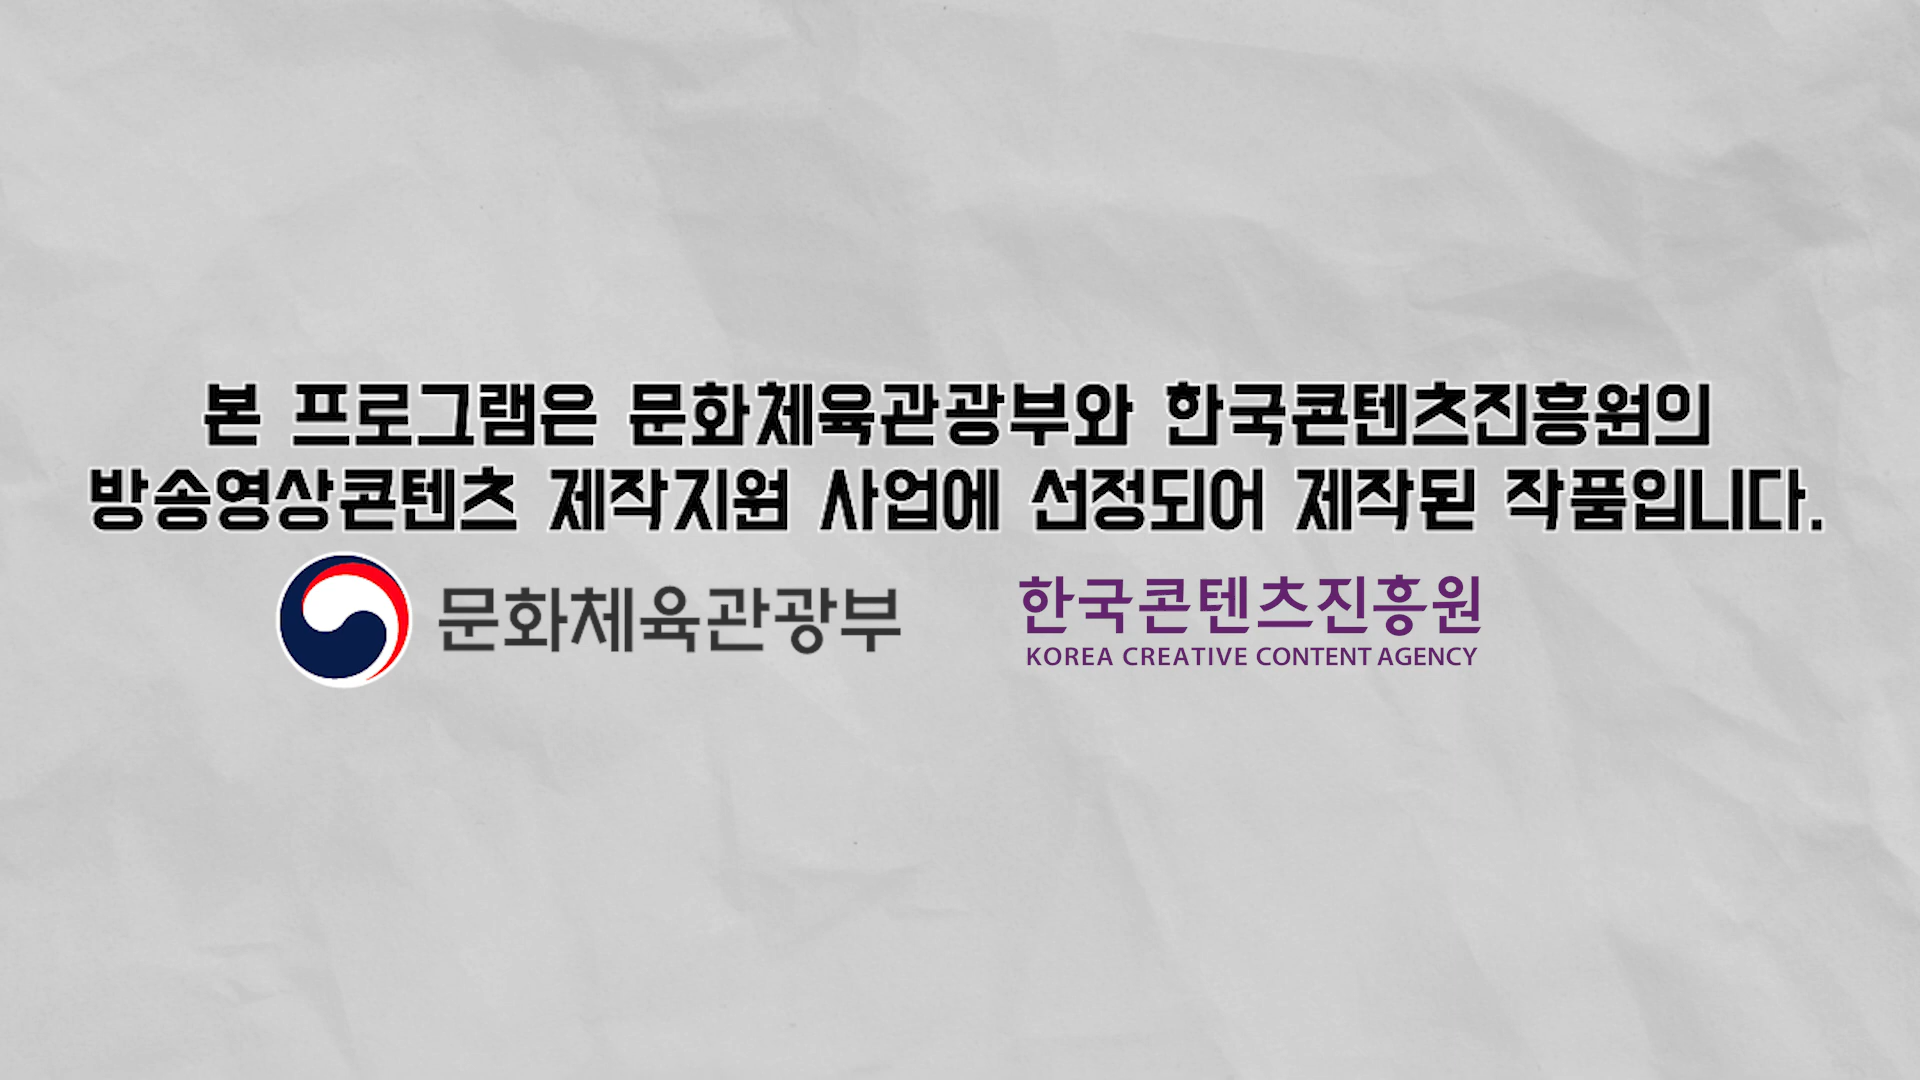 본 프로그램은 문화체육관광부와 한국콘텐츠진흥원의
방송영상콘텐츠 제작지원 사업에 선정되어 제작된 작품입니다.
문화체육관광부
한국콘텐츠진흥원
KOREA CREATIVE CONTENT AGENCY